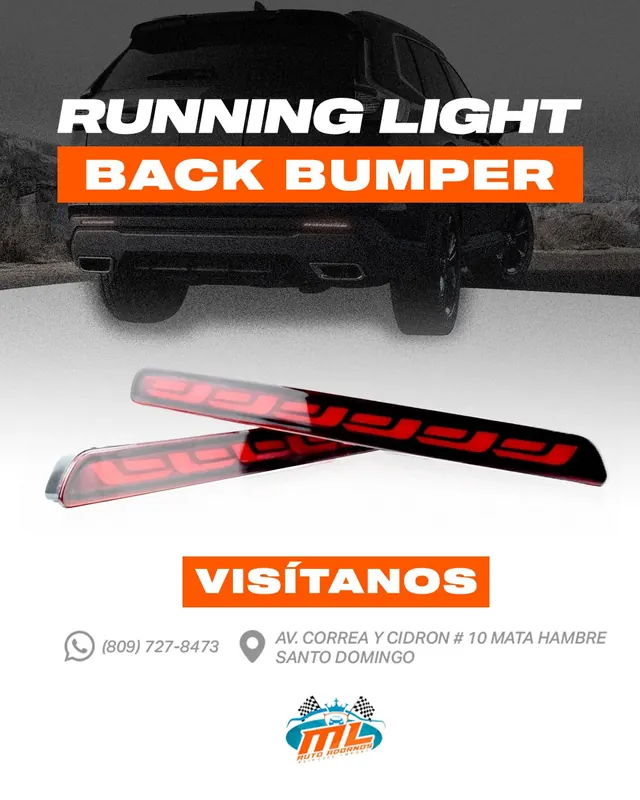 RUNNING LIGHT
BACK BUMPER
VISÍTANOS
(809) 727-8473
AV. CORREA Y CIDRON # 10 MATA HAMBRE
SANTO DOMINGO
ML
AUTO ADORNOS